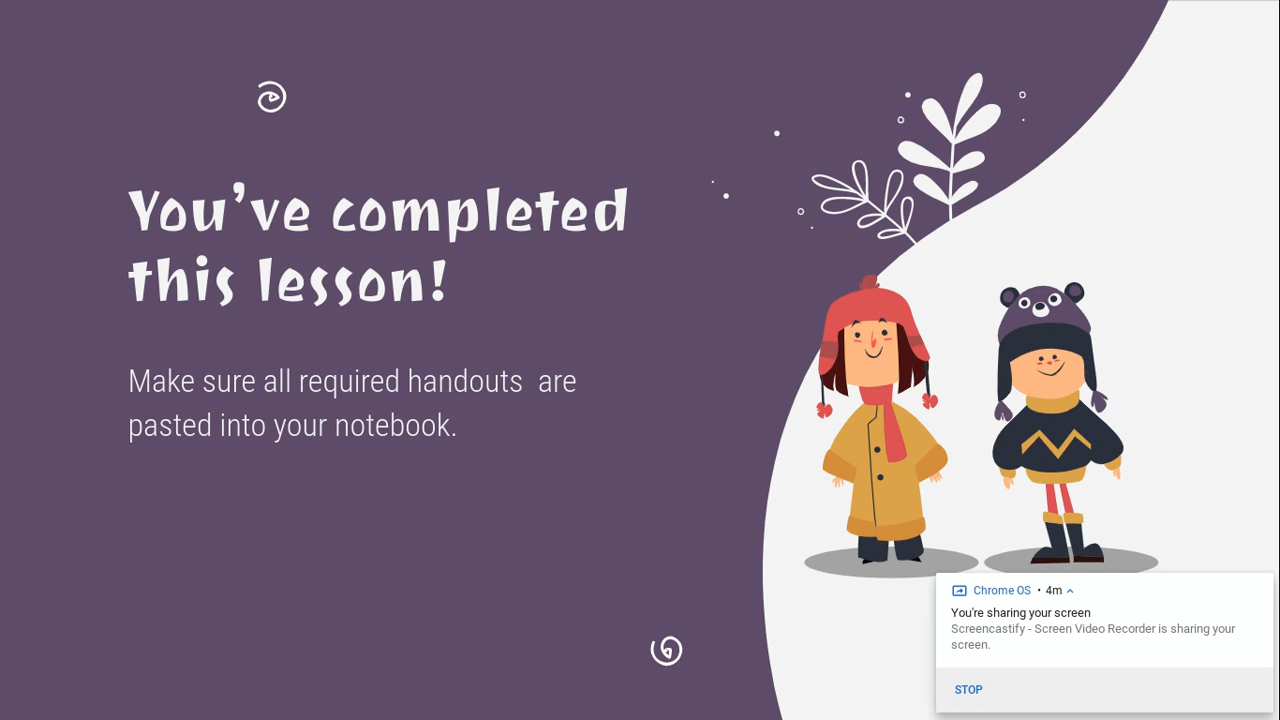 You’ve completed
this lesson!
Make sure all required handouts  are
pasted into your notebook.
Chrome OS • 4m
You're sharing your screen
Screencastify - Screen Video Recorder is sharing your
screen.
STOP